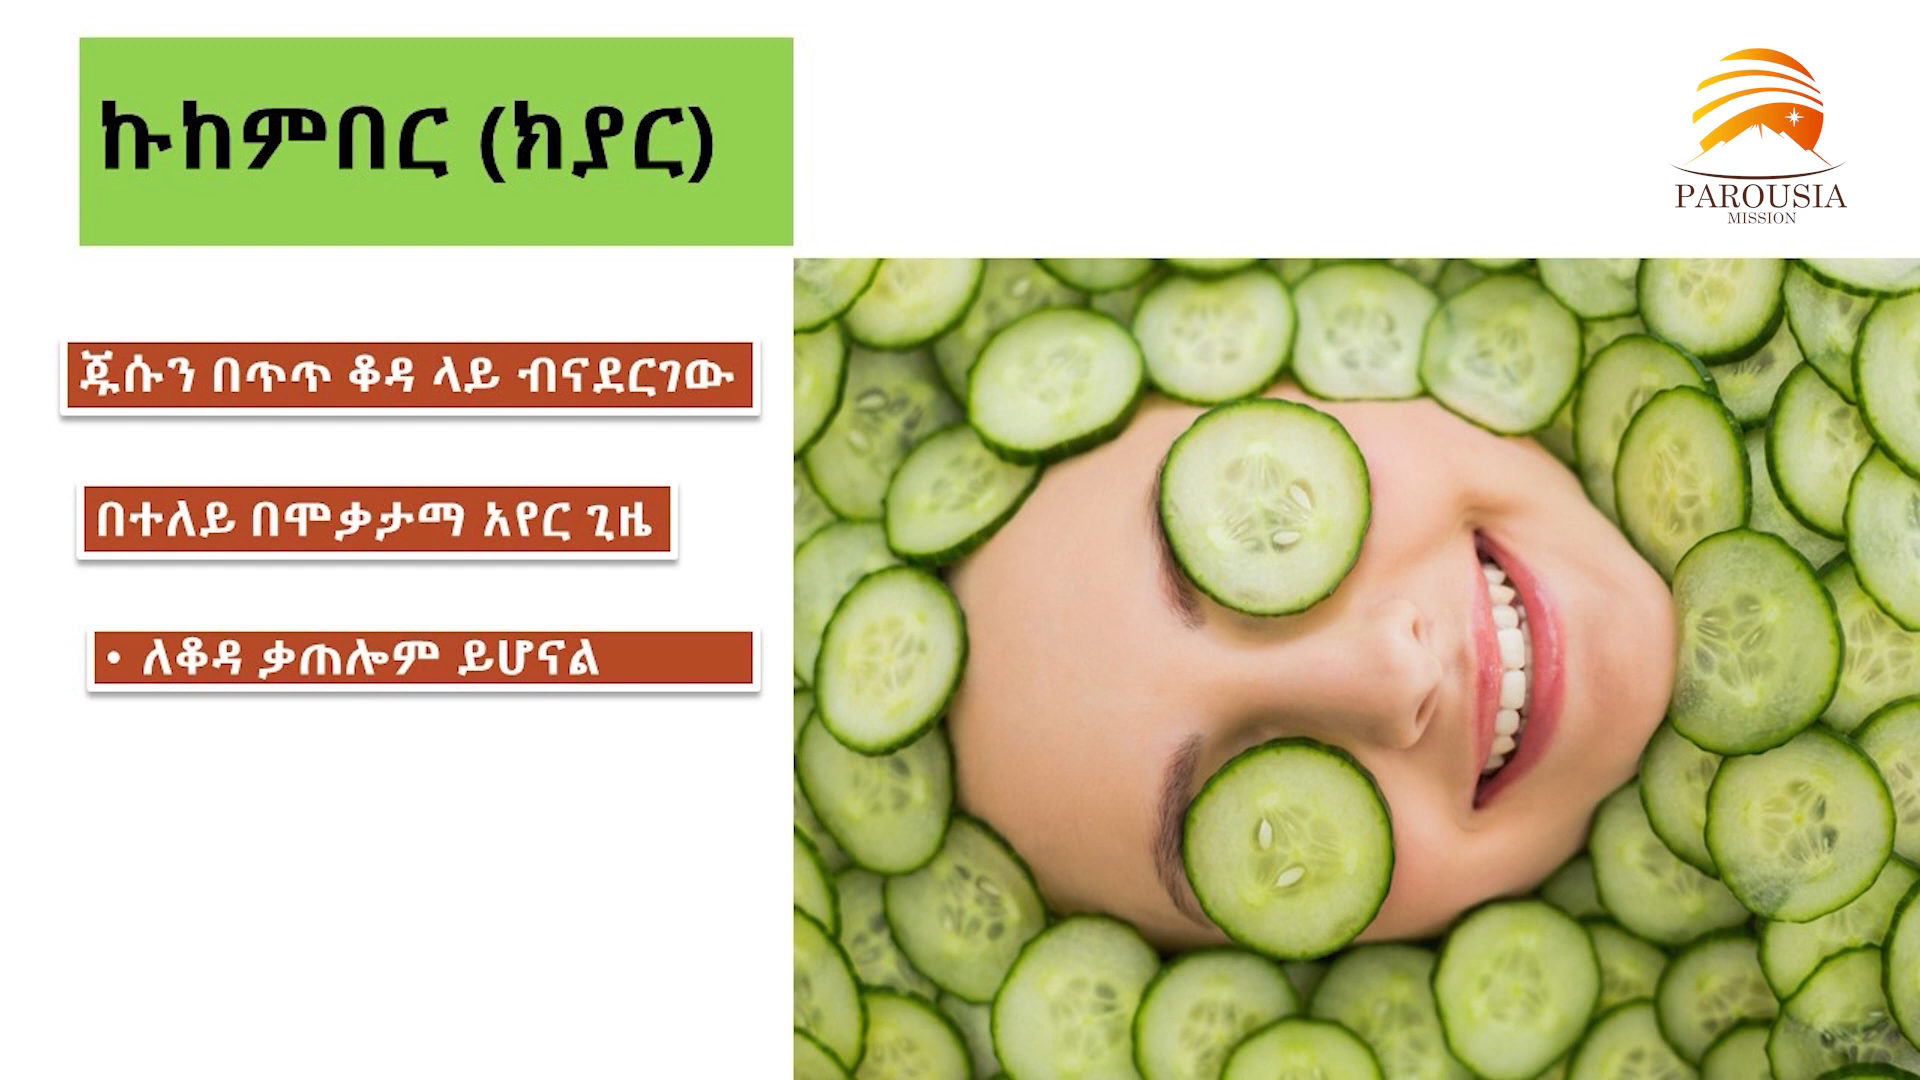 ኩከምበር (ክያር)
PAROUSIA
MISSION
ጁሱን በጥጥ ቆዳ ላይ ብናደርገው
በተለይ በሞቃታማ አየር ጊዜ
• ለቆዳ ቃጠሎም ይሆናል